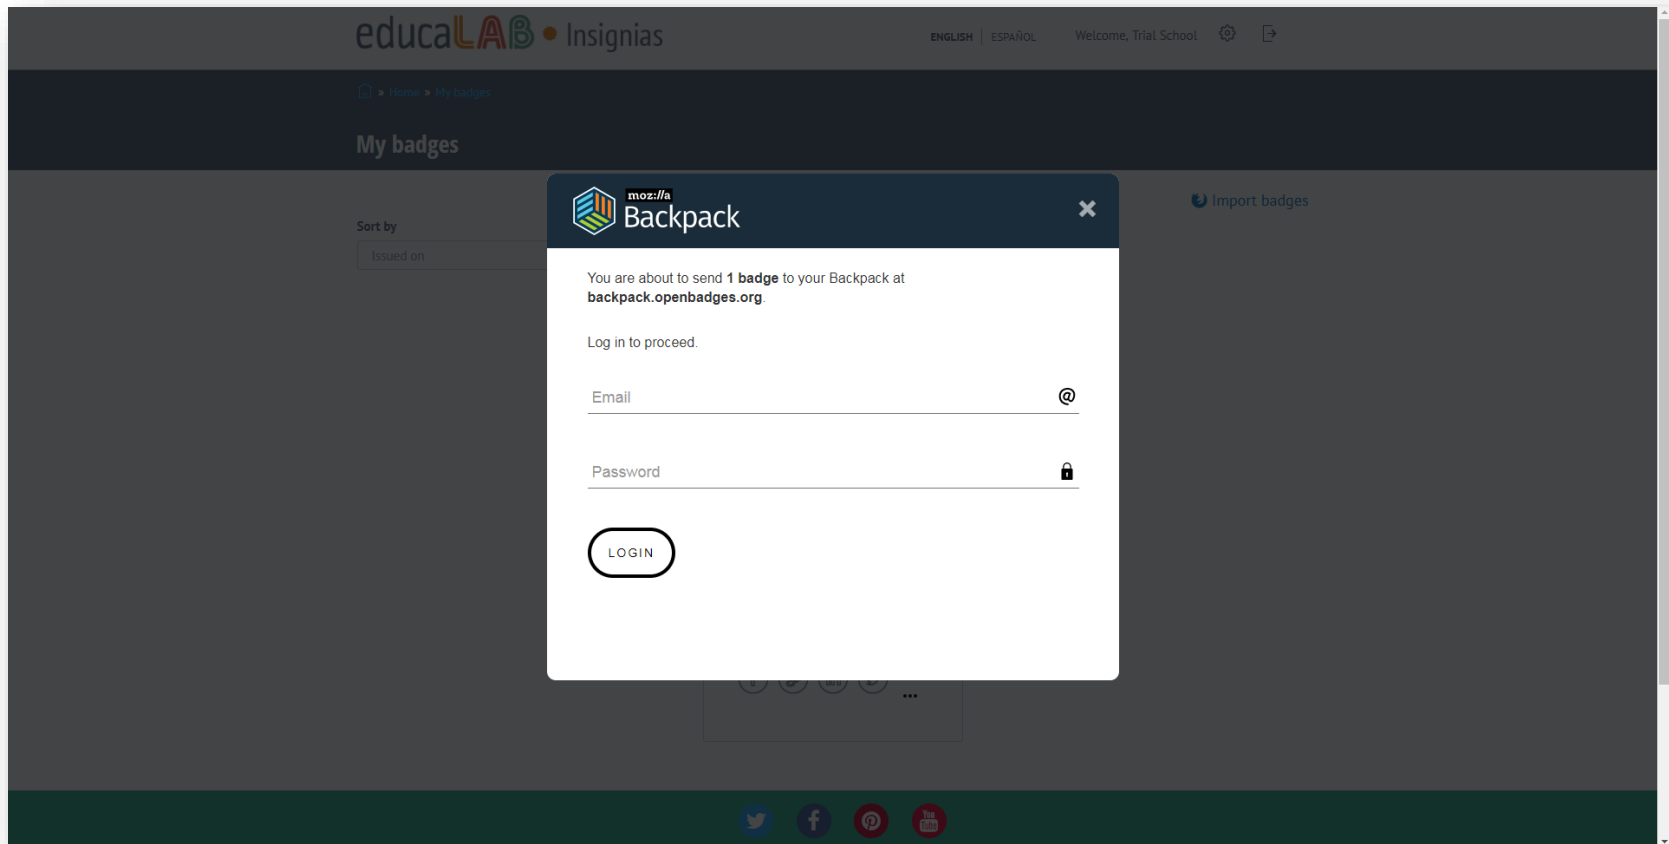 educaLAB • Insignias
ENGLISH ESPAÑOL Welcome, Trial School
» Home » My badges
My badges
Import badges
Sort by
Issued on
moz://a
Backpack
You are about to send 1 badge to your Backpack at
backpack.openbadges.org.
Log in to proceed.
Email @
Password
LOGIN
...
You
Tube